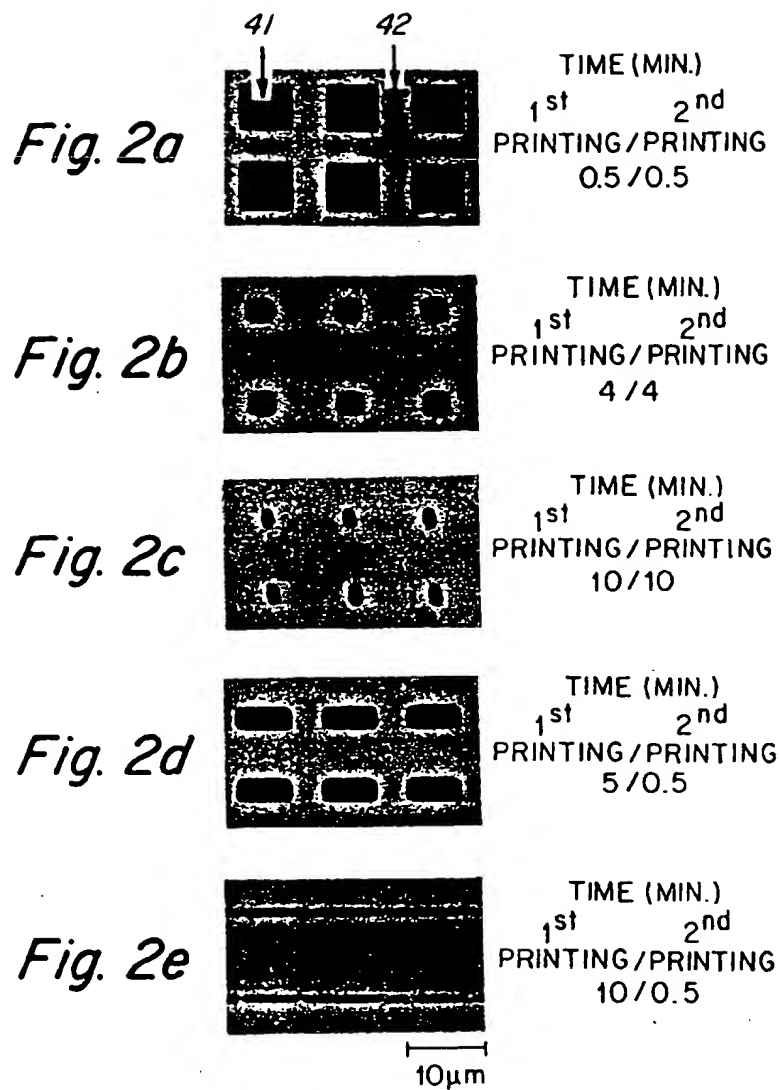 41 42
Fig. 2a
TIME (MIN.)
1st 2nd
PRINTING/PRINTING
0.5/0.5
Fig. 2b
TIME (MIN.)
1st 2nd
PRINTING/PRINTING
4/4
Fig. 2c
TIME (MIN.)
1st 2nd
PRINTING/PRINTING
10/10
Fig. 2d
TIME (MIN.)
1st 2nd
PRINTING/PRINTING
5/0.5
Fig. 2e
TIME (MIN.)
1st 2nd
PRINTING/PRINTING
10/0.5
10μm